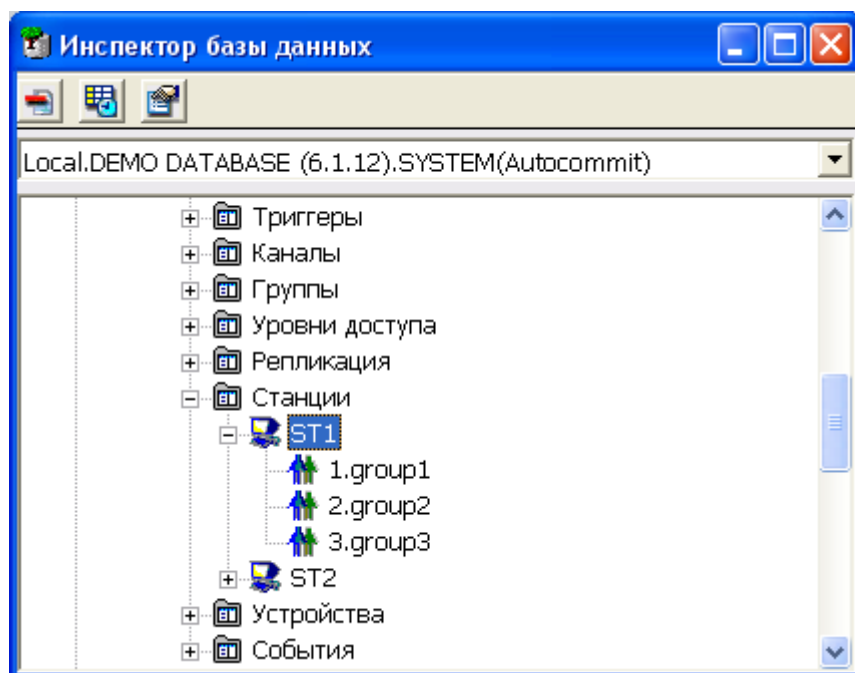 Инспектор базы данных
Local.DEMO DATABASE (6.1.12).SYSTEM(Autocommit)
Триггеры
Каналы
Группы
Уровни доступа
Репликация
Станции
ST1
1.group1
2.group2
3.group3
ST2
Устройства
События